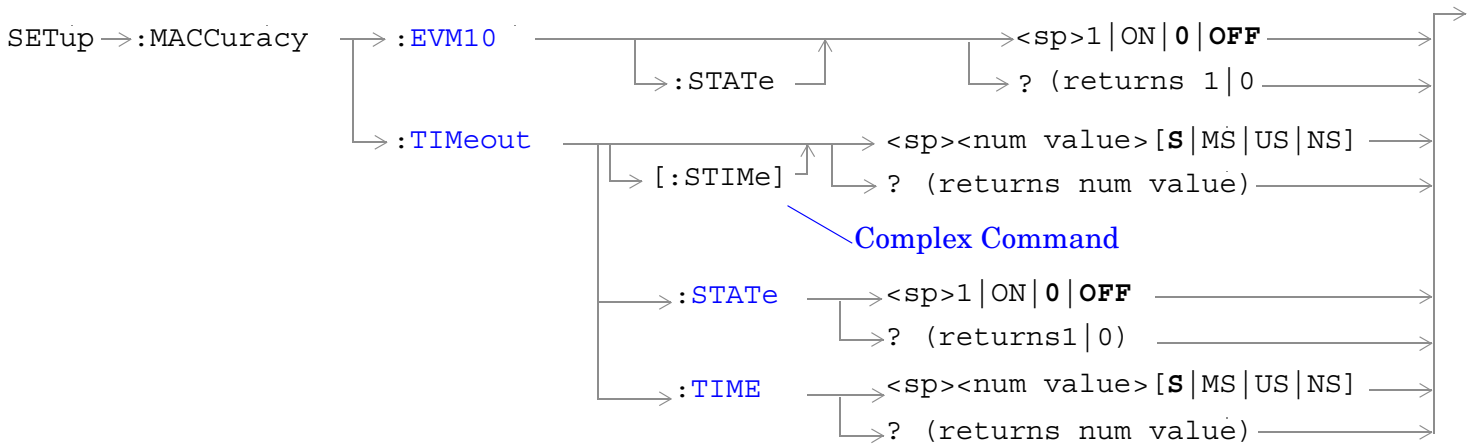 SETup :MACCuracy :EVM10 <sp>1|ON|0|OFF
:STATe ? (returns 1|0
:TIMeout <sp><num value>[S|MS|US|NS]
[:STIMe] ? (returns num value)
Complex Command
:STATe <sp>1|ON|0|OFF
? (returns1|0)
:TIME <sp><num value>[S|MS|US|NS]
? (returns num value)